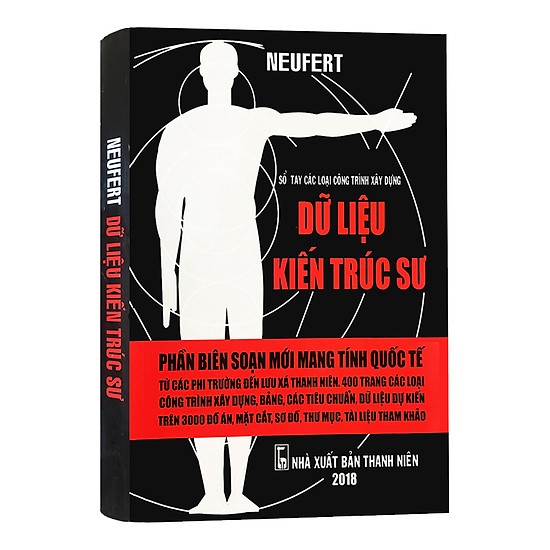 NEUFERT
SỔ TAY CÁC LOẠI CÔNG TRÌNH XÂY DỰNG
DỮ LIỆU
KIẾN TRÚC SƯ
PHẦN BIÊN SOẠN MỚI MANG TÍNH QUỐC TẾ
TỪ CÁC PHI TRƯỜNG ĐẾN LƯU XÁ THANH NIÊN. 400 TRANG CÁC LOẠI
CÔNG TRÌNH XÂY DỰNG, BẢNG, CÁC TIÊU CHUẨN, DỮ LIỆU DỰ KIẾN
TRÊN 3000 ĐỒ ÁN, MẶT CẮT, SƠ ĐỒ, THƯ MỤC, TÀI LIỆU THAM KHẢO
NHÀ XUẤT BẢN THANH NIÊN
2018
NEUFERT DỮ LIỆU KIẾN TRÚC SƯ